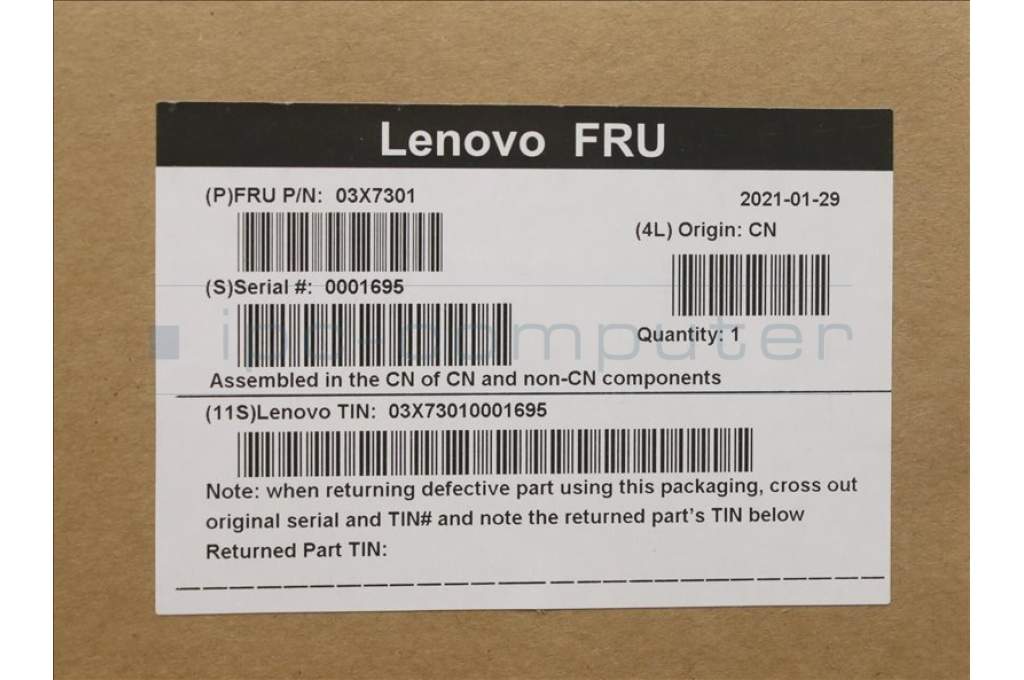 Lenovo FRU
(P)FRU P/N: 03X7301
2021-01-29
(4L) Origin: CN
(S)Serial #: 0001695
Quantity: 1
ipc-computer
Assembled in the CN of CN and non-CN components
(11S)Lenovo TIN: 03X73010001695
Note: when returning defective part using this packaging, cross out
original serial and TIN# and note the returned part's TIN below
Returned Part TIN: